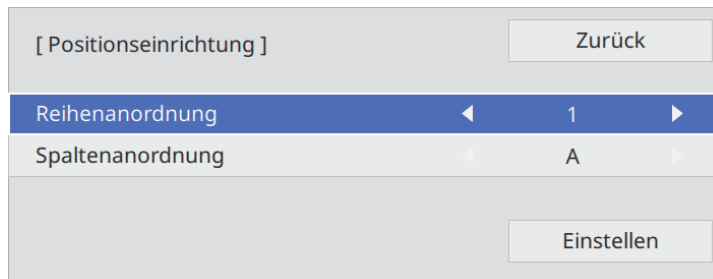 [ Positionseinrichtung ]
Zurück
Reihenanordnung 1
Spaltenanordnung A
Einstellen